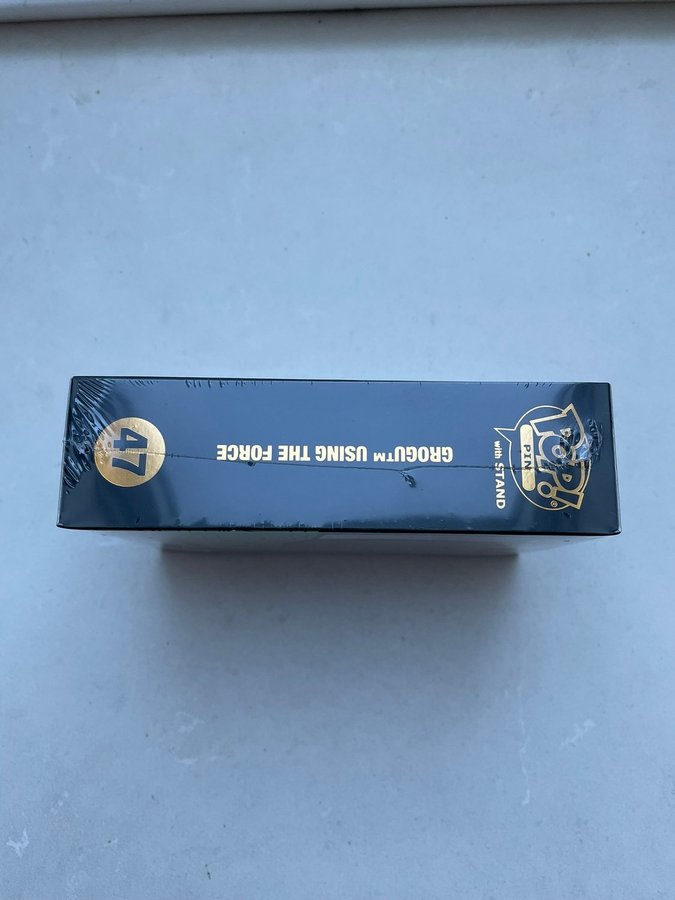 POP!
PIN
with STAND
GROGU™ USING THE FORCE
47